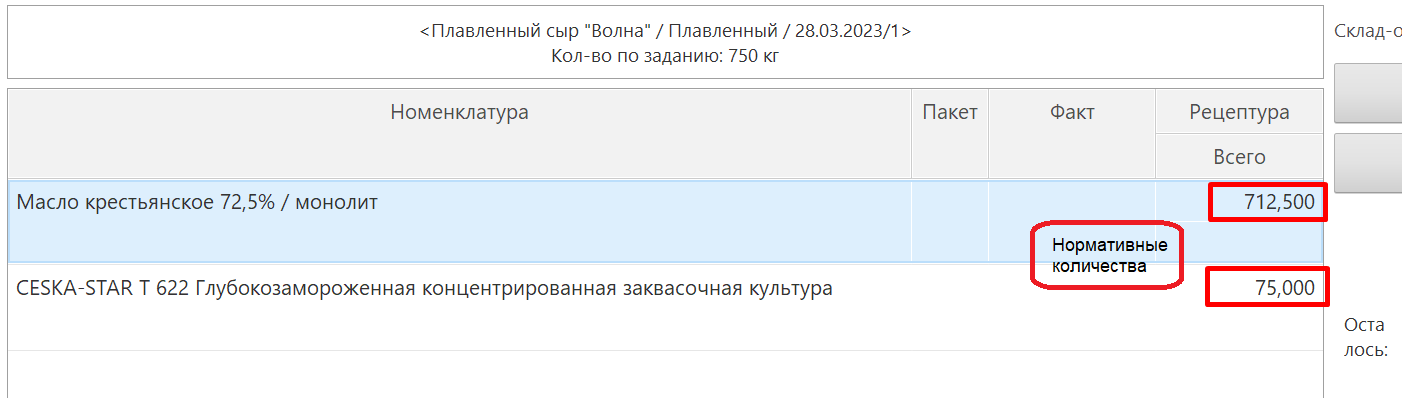 <Плавленный сыр "Волна" / Плавленный / 28.03.2023/1>
Кол-во по заданию: 750 кг
Склад-о
Номенклатура Пакет Факт Рецептура
Всего
Масло крестьянское 72,5% / монолит 712,500
Нормативные
количества
CESKA-STAR T 622 Глубокозамороженная концентрированная заквасочная культура 75,000
Оста
лось: